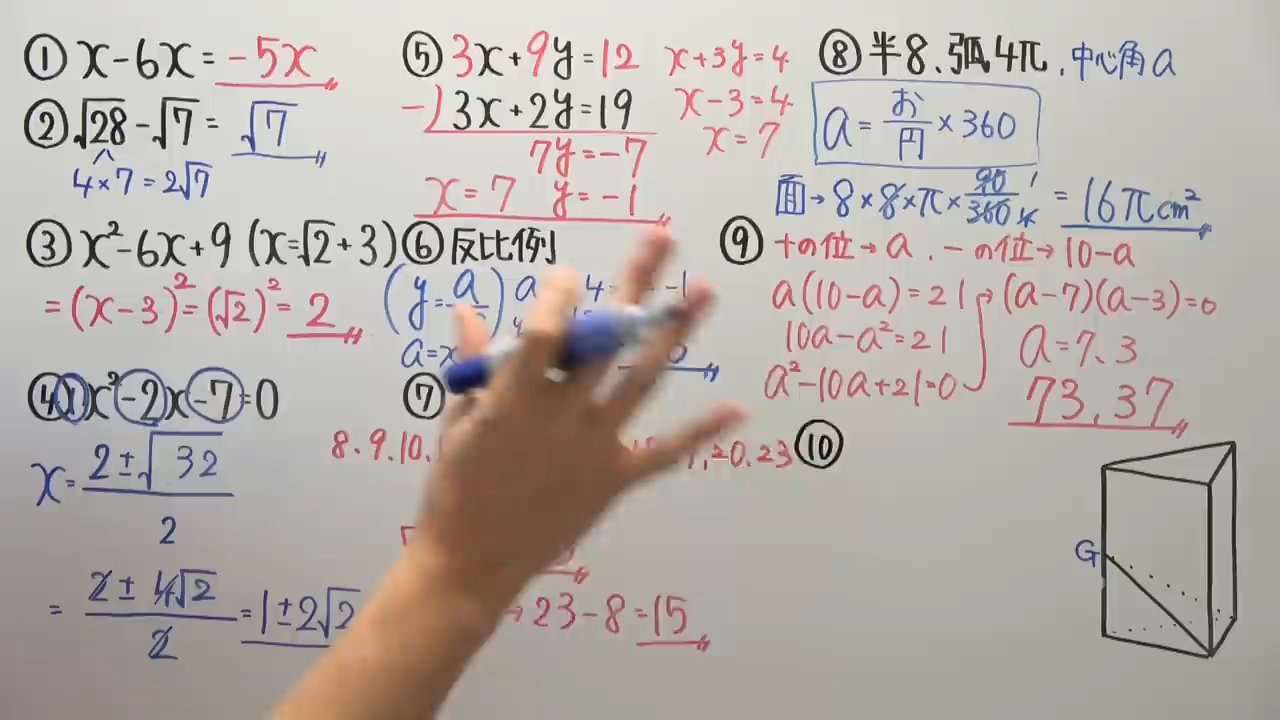 ① x-6x=-5x
② √28-√7= √7
4×7=2√7
③ x²-6x+9 (x=√2+3)
=(x-3)²=(√2)²=2
④ 1x²-2x-7=0
x=(2±√32)/2
=(2±4√2)/2=1±2√2
⑤ 3x+9y=12
-)3x+2y=19
7y=-7
x=7 y=-1
x+3y=4
x-3=4
x=7
⑥ 反比例
(y=a
a=x
⑦
8.9.10.
.20.23
→23-8=15
⑧ 半8、弧4π、中心角a
a=お/円×360
面→8×8×π×90/360 1/4 =16πcm²
⑨ 十の位→a、一の位→10-a
a(10-a)=21
10a-a²=21
a²-10a+21=0
(a-7)(a-3)=0
a=7、3
73、37
⑩
G